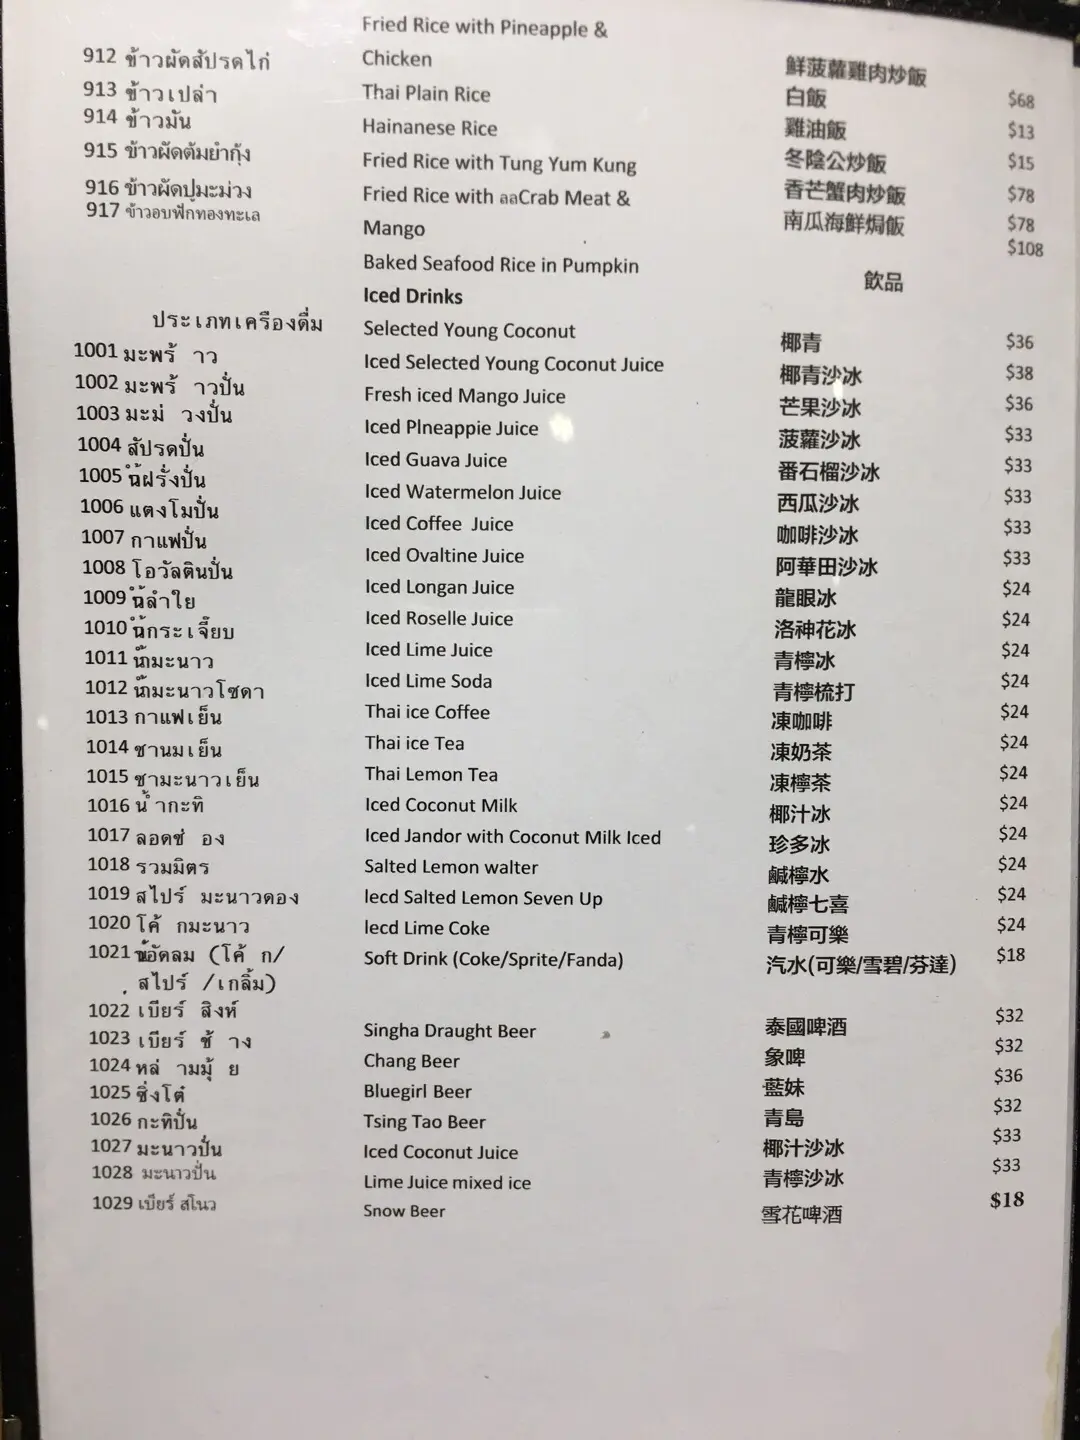 Fried Rice with Pineapple &
912 ข้าวผัดสัปรดไก่ Chicken 鮮菠蘿雞肉炒飯 $68
913 ข้าวเปล่า Thai Plain Rice 白飯 $13
914 ข้าวมัน Hainanese Rice 雞油飯 $15
915 ข้าวผัดต้มยำกุ้ง Fried Rice with Tung Yum Kung 冬陰公炒飯 $78
916 ข้าวผัดปูมะม่วง Fried Rice with ลลCrab Meat & 香芒蟹肉炒飯 $78
917 ข้าวอบฟักทองทะเล Mango 南瓜海鮮焗飯 $108
Baked Seafood Rice in Pumpkin
ประเภทเครืองดื่ม Iced Drinks 飲品
1001 มะพร้ าว Selected Young Coconut 椰青 $36
1002 มะพร้ าวปั่น Iced Selected Young Coconut Juice 椰青沙冰 $38
1003 มะม่ วงปั่น Fresh iced Mango Juice 芒果沙冰 $36
1004 สัปรดปั่น Iced PIneappie Juice 菠蘿沙冰 $33
1005 นํ้ฝรั่งปั่น Iced Guava Juice 番石榴沙冰 $33
1006 แตงโมปั่น Iced Watermelon Juice 西瓜沙冰 $33
1007 กาแฟปั่น Iced Coffee Juice 咖啡沙冰 $33
1008 โอวัลตินปั่น Iced Ovaltine Juice 阿華田沙冰 $33
1009 นํ้ลำใย Iced Longan Juice 龍眼冰 $24
1010 นํ้กระเจี๊ยบ Iced Roselle Juice 洛神花冰 $24
1011 นํ้ามะนาว Iced Lime Juice 青檸冰 $24
1012 นํ้ามะนาวโซดา Iced Lime Soda 青檸梳打 $24
1013 กาแฟเย็น Thai ice Coffee 凍咖啡 $24
1014 ชานมเย็น Thai ice Tea 凍奶茶 $24
1015 ชามะนาวเย็น Thai Lemon Tea 凍檸茶 $24
1016 นํ้ ากะทิ Iced Coconut Milk 椰汁冰 $24
1017 ลอดช่ อง Iced Jandor with Coconut Milk Iced 珍多冰 $24
1018 รวมมิตร Salted Lemon walter 鹹檸水 $24
1019 สไปร์ มะนาวดอง lecd Salted Lemon Seven Up 鹹檸七喜 $24
1020 โค้ กมะนาว lecd Lime Coke 青檸可樂 $24
1021 นํ้อัดลม (โค้ ก/ Soft Drink (Coke/Sprite/Fanda) 汽水(可樂/雪碧/芬達) $18
สไปร์ /เกลิ้ม)
1022 เบียร์ สิงห์ Singha Draught Beer 泰國啤酒 $32
1023 เบียร์ ช้ าง Chang Beer 象啤 $32
1024 หล่ ามมุ้ ย Bluegirl Beer 藍妹 $36
1025 ชิ่งโต๋ Tsing Tao Beer 青島 $32
1026 กะทิปั่น Iced Coconut Juice 椰汁沙冰 $33
1027 มะนาวปั่น Lime Juice mixed ice 青檸沙冰 $33
1028 มะนาวปั่น
1029 เบียร์ สโนว Snow Beer 雪花啤酒 $18